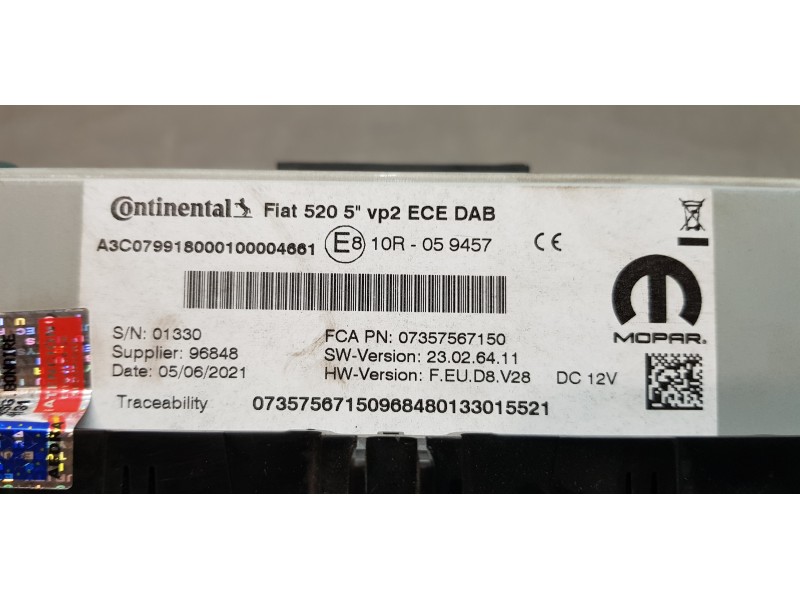 Continental Fiat 520 5" vp2 ECE DAB
A3C079918000100004661 E8 10R - 05 9457 CE
S/N: 01330
Supplier: 96848
Date: 05/06/2021
FCA PN: 07357567150
SW-Version: 23.02.64.11
HW-Version: F.EU.D8.V28 DC 12V
MOPAR
Traceability 07357567150968480133015521